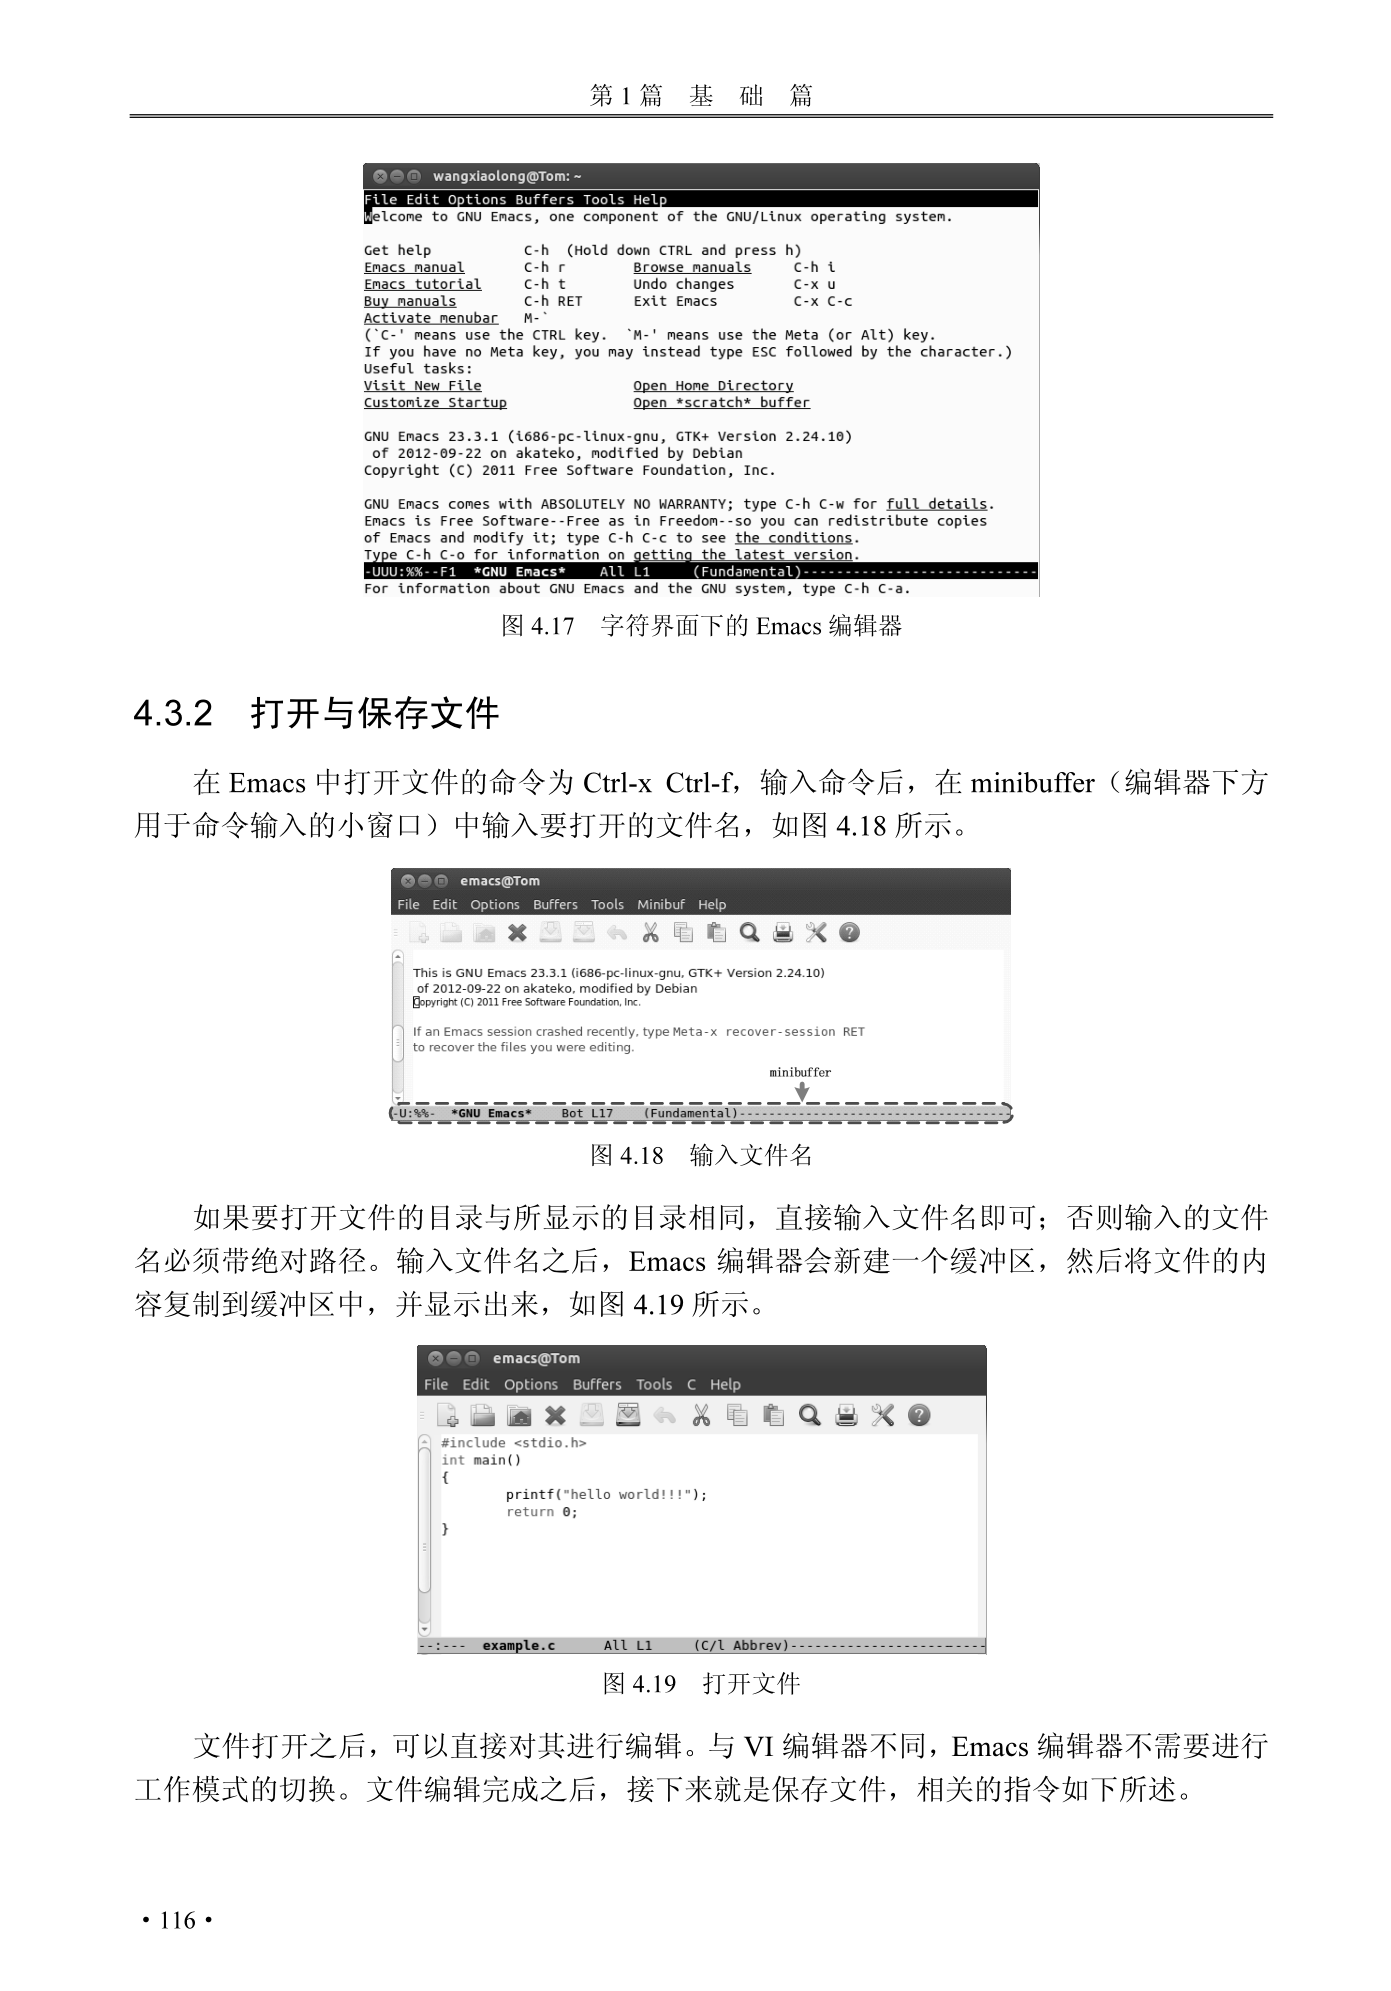 第 1 篇　基　础　篇
wangxiaolong@Tom: ~
File Edit Options Buffers Tools Help
Welcome to GNU Emacs, one component of the GNU/Linux operating system.
Get help C-h (Hold down CTRL and press h)
Emacs manual C-h r Browse manuals C-h i
Emacs tutorial C-h t Undo changes C-x u
Buy manuals C-h RET Exit Emacs C-x C-c
Activate menubar M-`
(`C-' means use the CTRL key. `M-' means use the Meta (or Alt) key.
If you have no Meta key, you may instead type ESC followed by the character.)
Useful tasks:
Visit New File Open Home Directory
Customize Startup Open *scratch* buffer
GNU Emacs 23.3.1 (i686-pc-linux-gnu, GTK+ Version 2.24.10)
of 2012-09-22 on akateko, modified by Debian
Copyright (C) 2011 Free Software Foundation, Inc.
GNU Emacs comes with ABSOLUTELY NO WARRANTY; type C-h C-w for full details.
Emacs is Free Software--Free as in Freedom--so you can redistribute copies
of Emacs and modify it; type C-h C-c to see the conditions.
Type C-h C-o for information on getting the latest version.
-UUU:%%--F1 *GNU Emacs* All L1 (Fundamental)----------------------------
For information about GNU Emacs and the GNU system, type C-h C-a.
图 4.17　字符界面下的 Emacs 编辑器
4.3.2　打开与保存文件
在 Emacs 中打开文件的命令为 Ctrl-x Ctrl-f，输入命令后，在 minibuffer（编辑器下方
用于命令输入的小窗口）中输入要打开的文件名，如图 4.18 所示。
emacs@Tom
File Edit Options Buffers Tools Minibuf Help
This is GNU Emacs 23.3.1 (i686-pc-linux-gnu, GTK+ Version 2.24.10)
of 2012-09-22 on akateko, modified by Debian
Copyright (C) 2011 Free Software Foundation, Inc.
If an Emacs session crashed recently, type Meta-x recover-session RET
to recover the files you were editing.
minibuffer
-U:%%- *GNU Emacs* Bot L17 (Fundamental)----------------------------------
图 4.18　输入文件名
如果要打开文件的目录与所显示的目录相同，直接输入文件名即可；否则输入的文件
名必须带绝对路径。输入文件名之后，Emacs 编辑器会新建一个缓冲区，然后将文件的内
容复制到缓冲区中，并显示出来，如图 4.19 所示。
emacs@Tom
File Edit Options Buffers Tools C Help
#include <stdio.h>
int main()
{
printf("hello world!!!");
return 0;
}
--:--- example.c All L1 (C/l Abbrev)------------------------
图 4.19　打开文件
文件打开之后，可以直接对其进行编辑。与 VI 编辑器不同，Emacs 编辑器不需要进行
工作模式的切换。文件编辑完成之后，接下来就是保存文件，相关的指令如下所述。
• 116 •